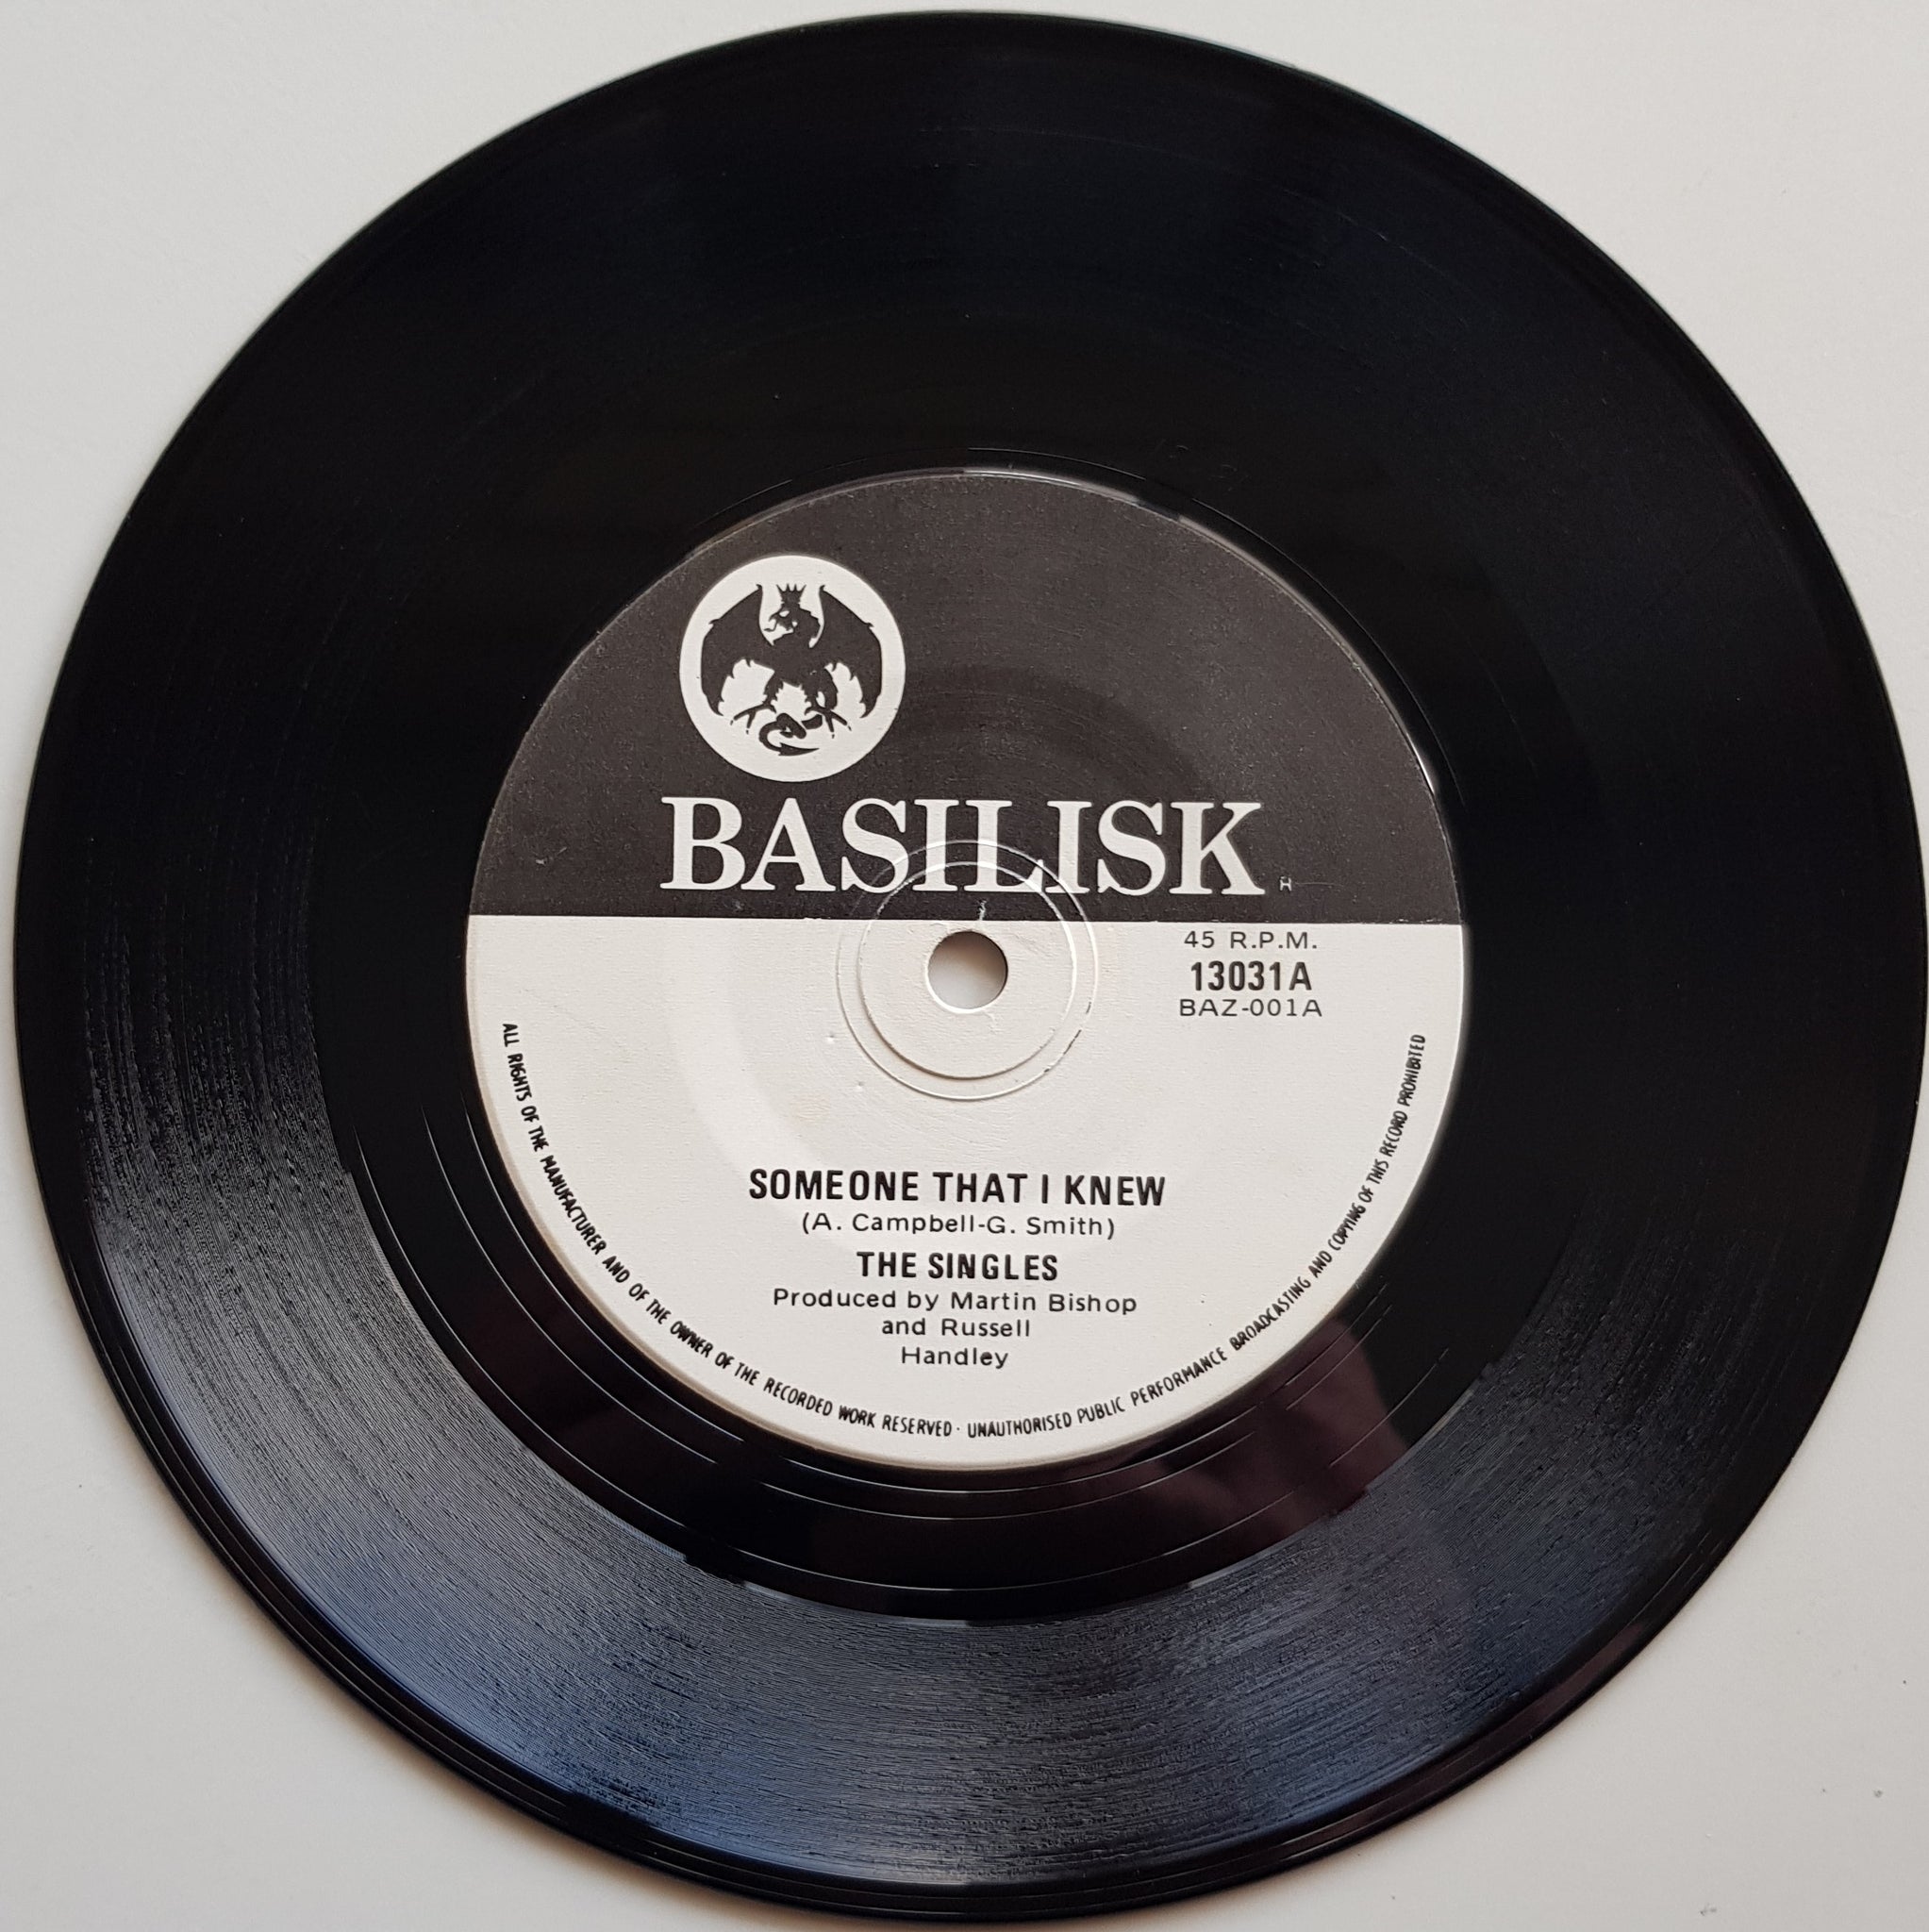 BASILISK
H
45 R.P.M.
13031A
BAZ-001A
SOMEONE THAT I KNEW
(A. Campbell-G. Smith)
THE SINGLES
Produced by Martin Bishop
and Russell
Handley
ALL RIGHTS OF THE MANUFACTURER AND OF THE OWNER OF THE RECORDED WORK RESERVED · UNAUTHORISED PUBLIC PERFORMANCE BROADCASTING AND COPYING OF THIS RECORD PROHIBITED